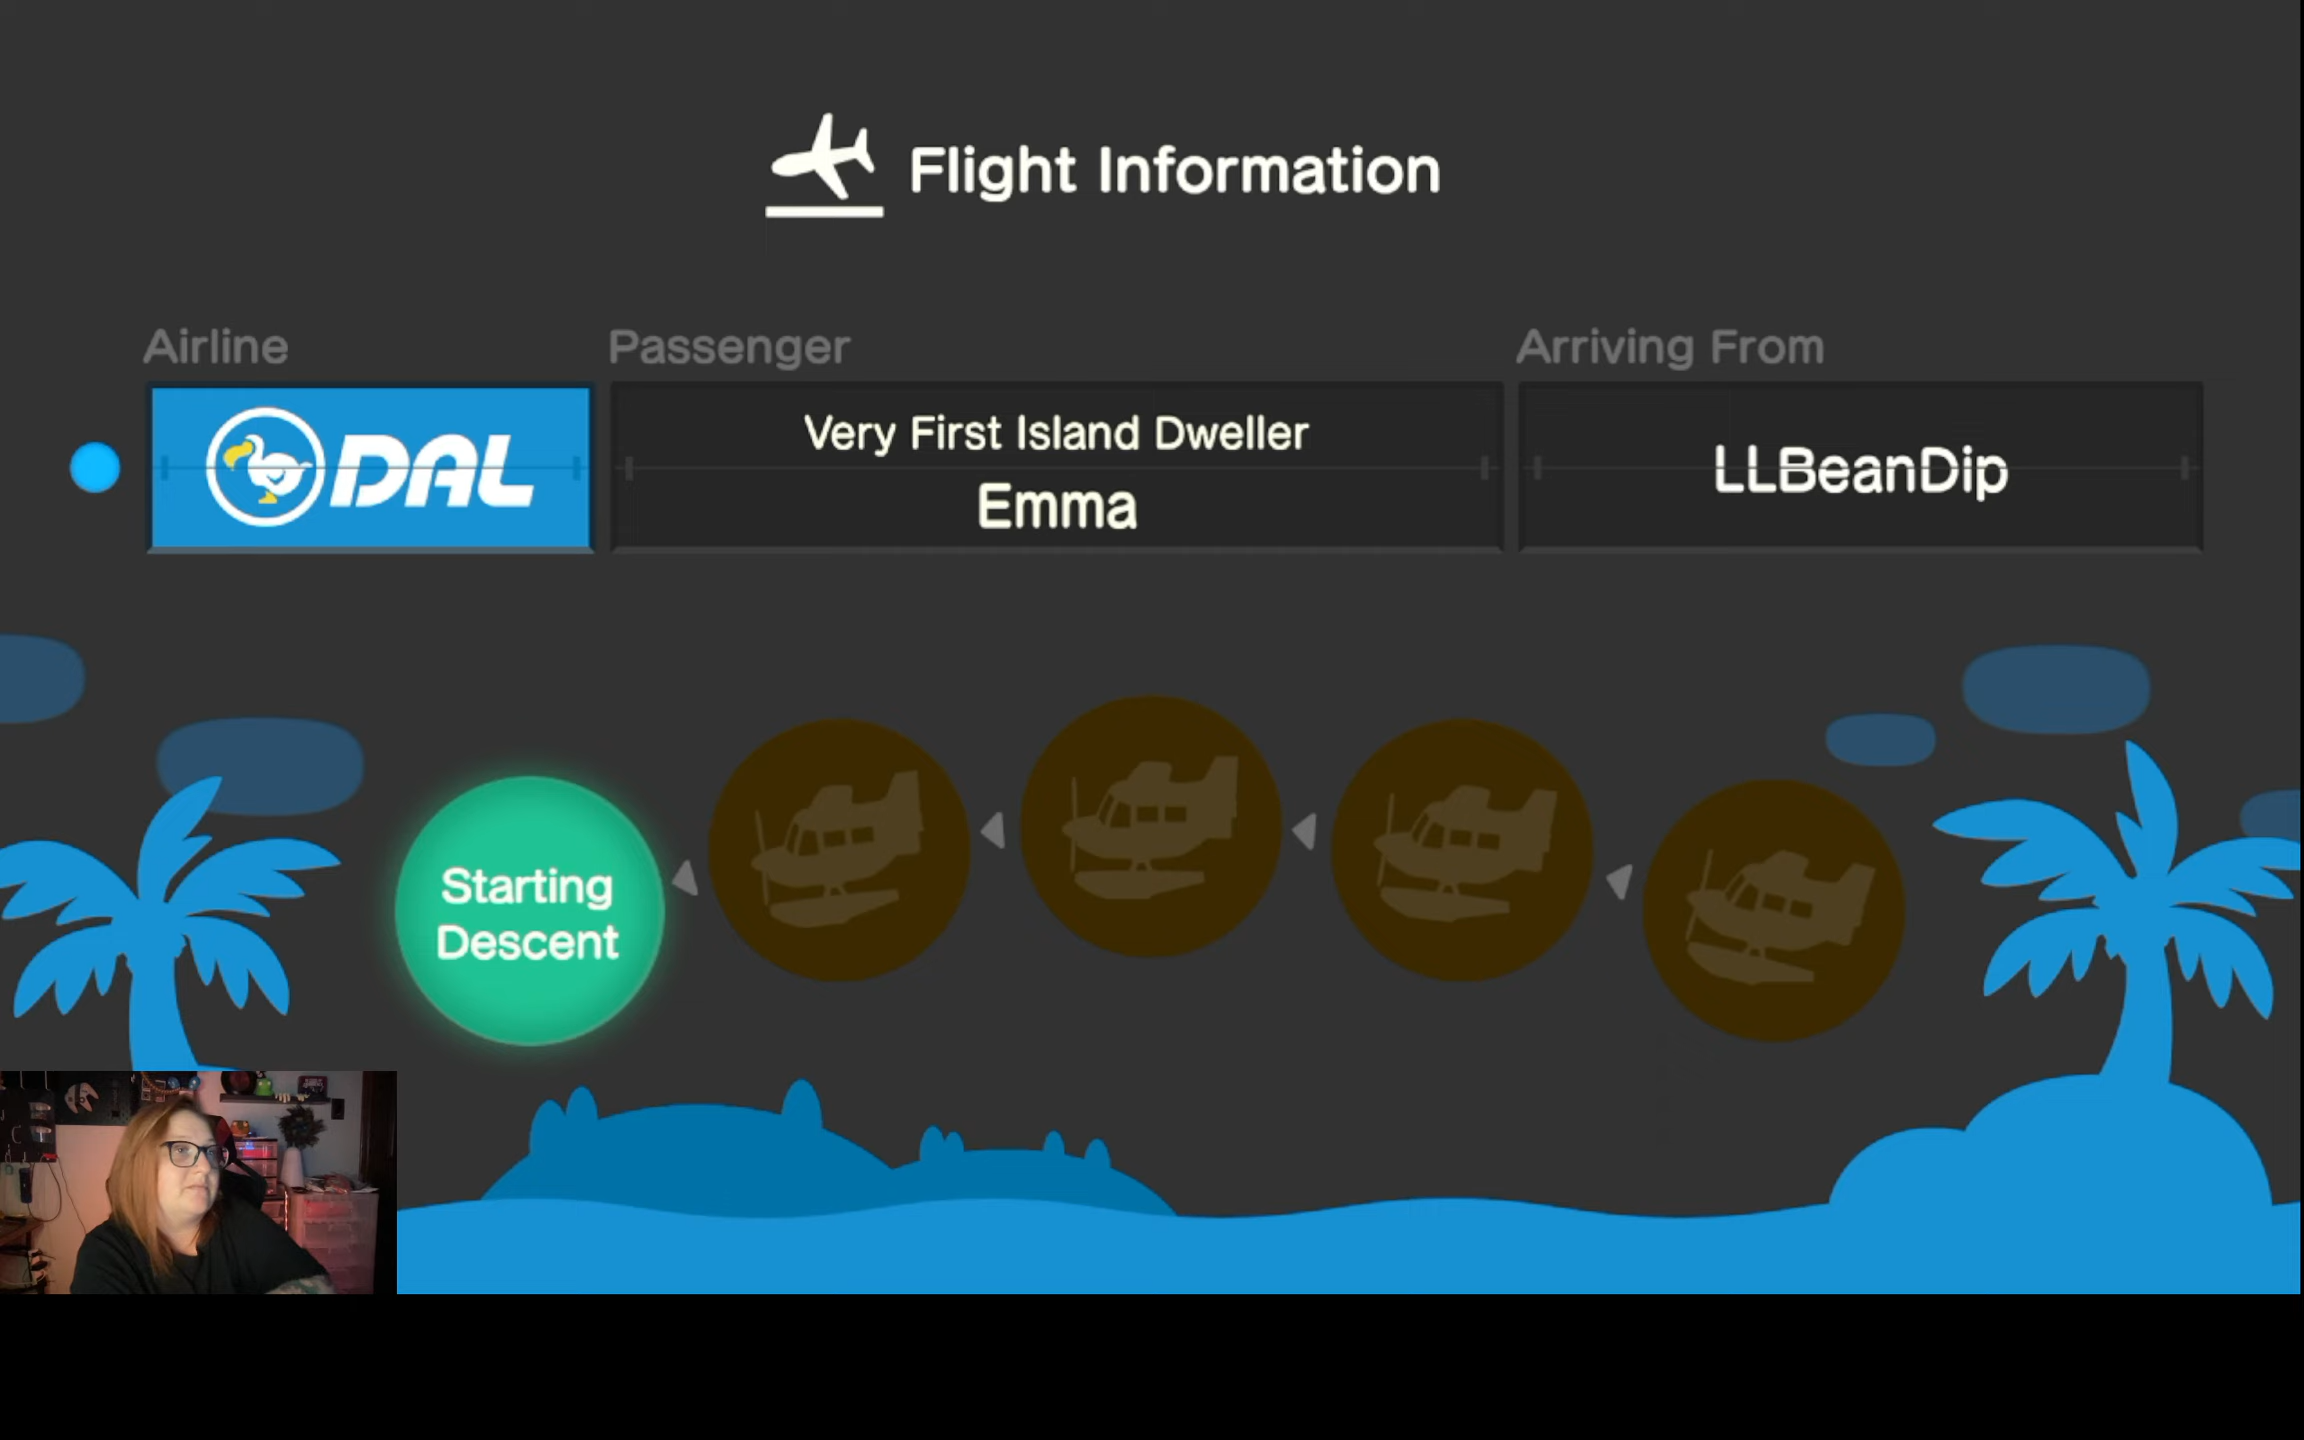 Flight Information
Airline
Passenger
Arriving From
DAL
Very First Island Dweller
Emma
LLBeanDip
Starting
Descent